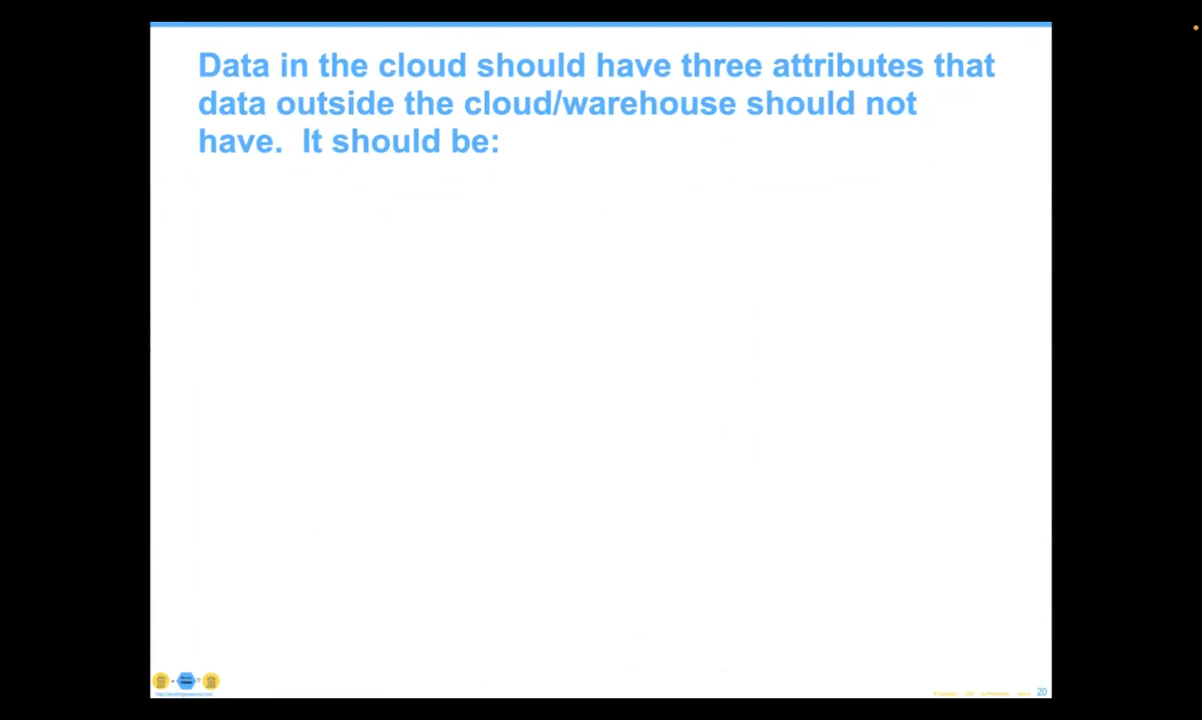 Data in the cloud should have three attributes that
data outside the cloud/warehouse should not
have.  It should be:
20